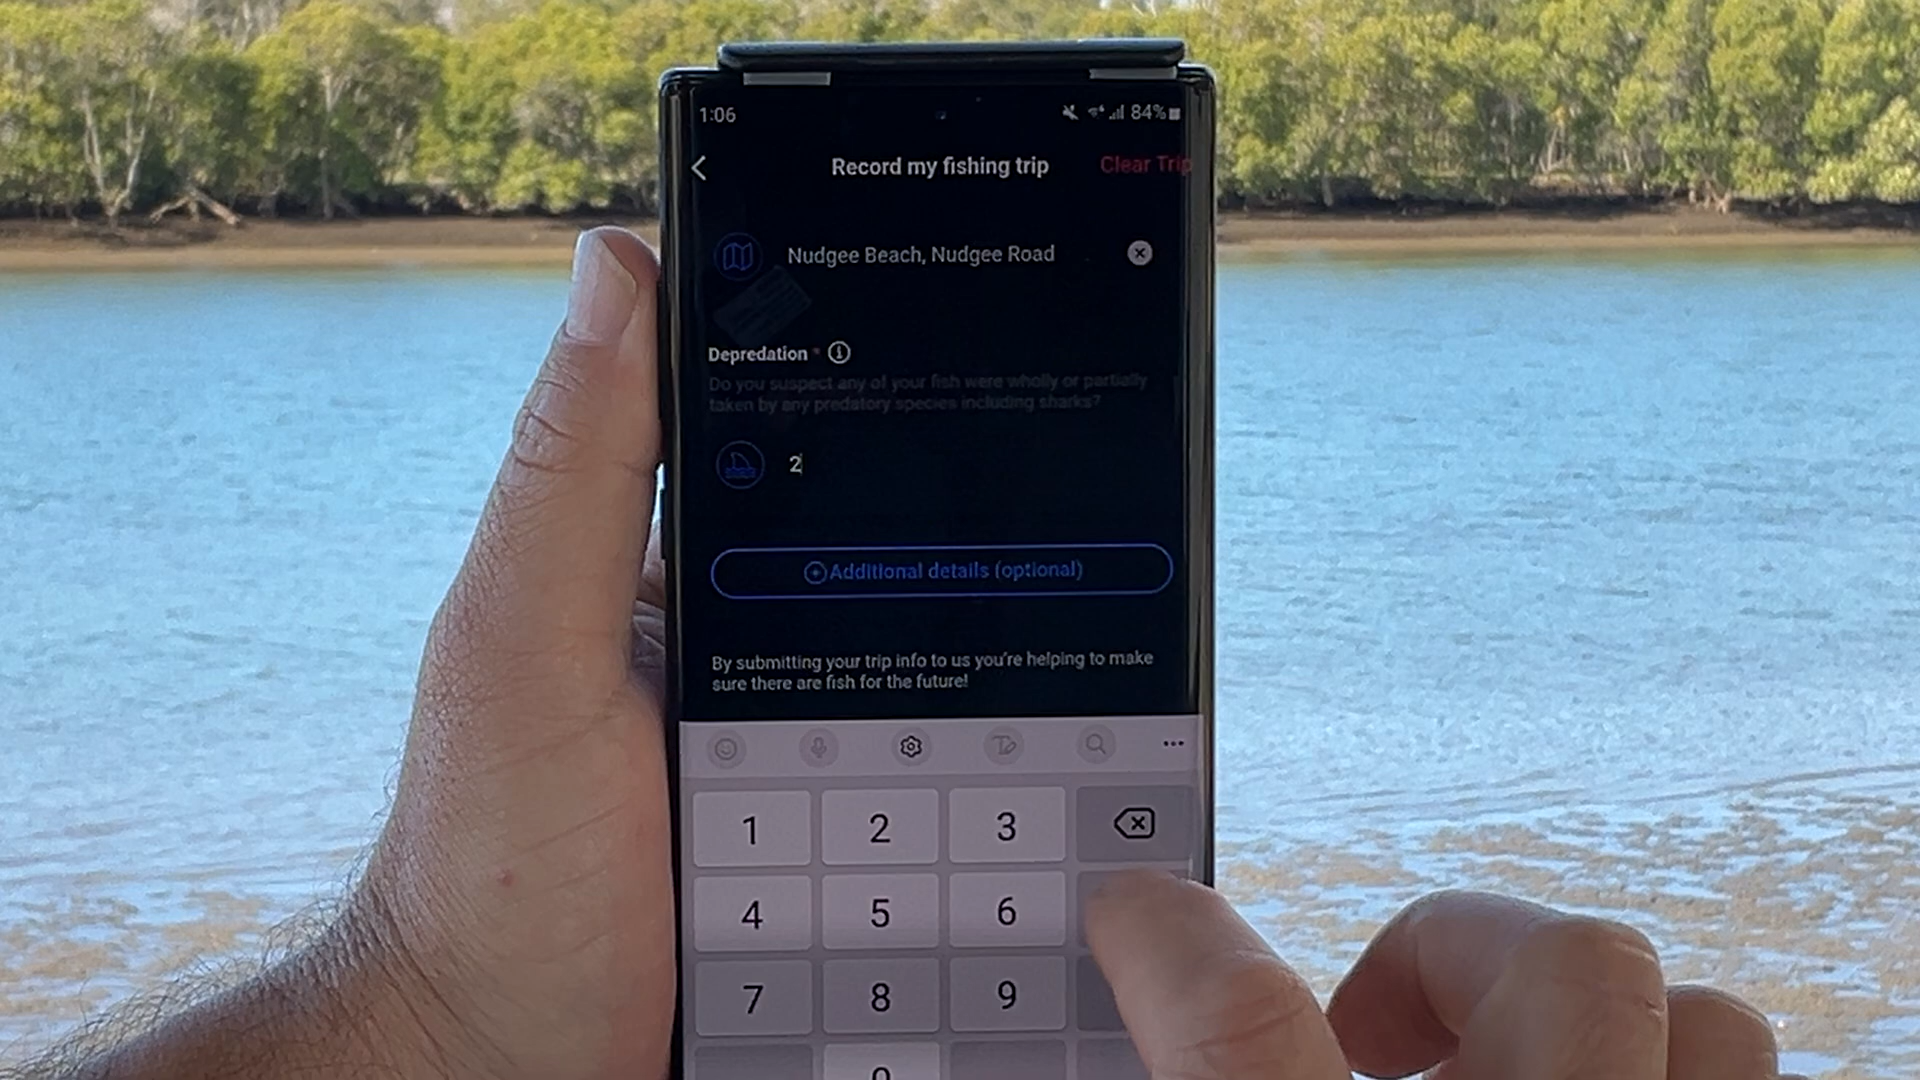 1:06 84%
Record my fishing trip Clear Trip
Nudgee Beach, Nudgee Road
Depredation *
Do you suspect any of your fish were wholly or partially
taken by any predatory species including sharks?
2
Additional details (optional)
By submitting your trip info to us you're helping to make
sure there are fish for the future!
1 2 3
4 5 6
7 8 9
0